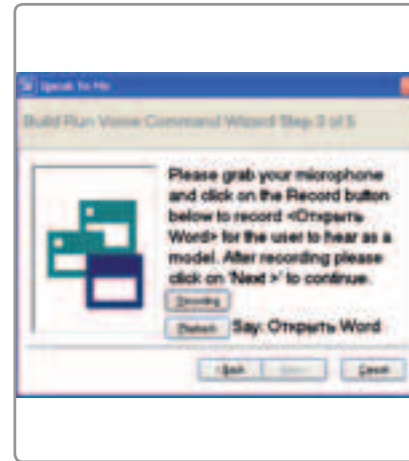 Speak To Me
Build Run Voice Command Wizard Step 3 of 5
Please grab your microphone
and click on the Record button
below to record <Открыть
Word> for the user to hear as a
model. After recording please
click on 'Next >' to continue.
Recording
Say: Открыть Word
< Back
Cancel